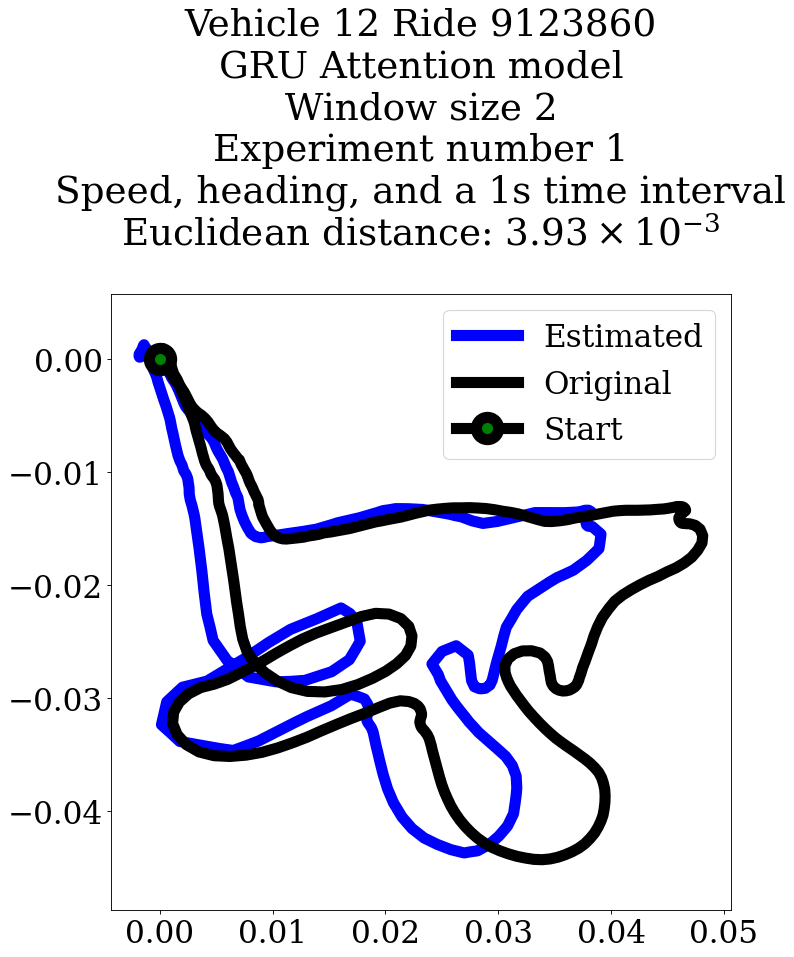 Vehicle 12 Ride 9123860
GRU Attention model
Window size 2
Experiment number 1
Speed, heading, and a 1s time interval
Euclidean distance: 3.93 × 10⁻³
Estimated
Original
Start
0.00
−0.01
−0.02
−0.03
−0.04
0.00 0.01 0.02 0.03 0.04 0.05